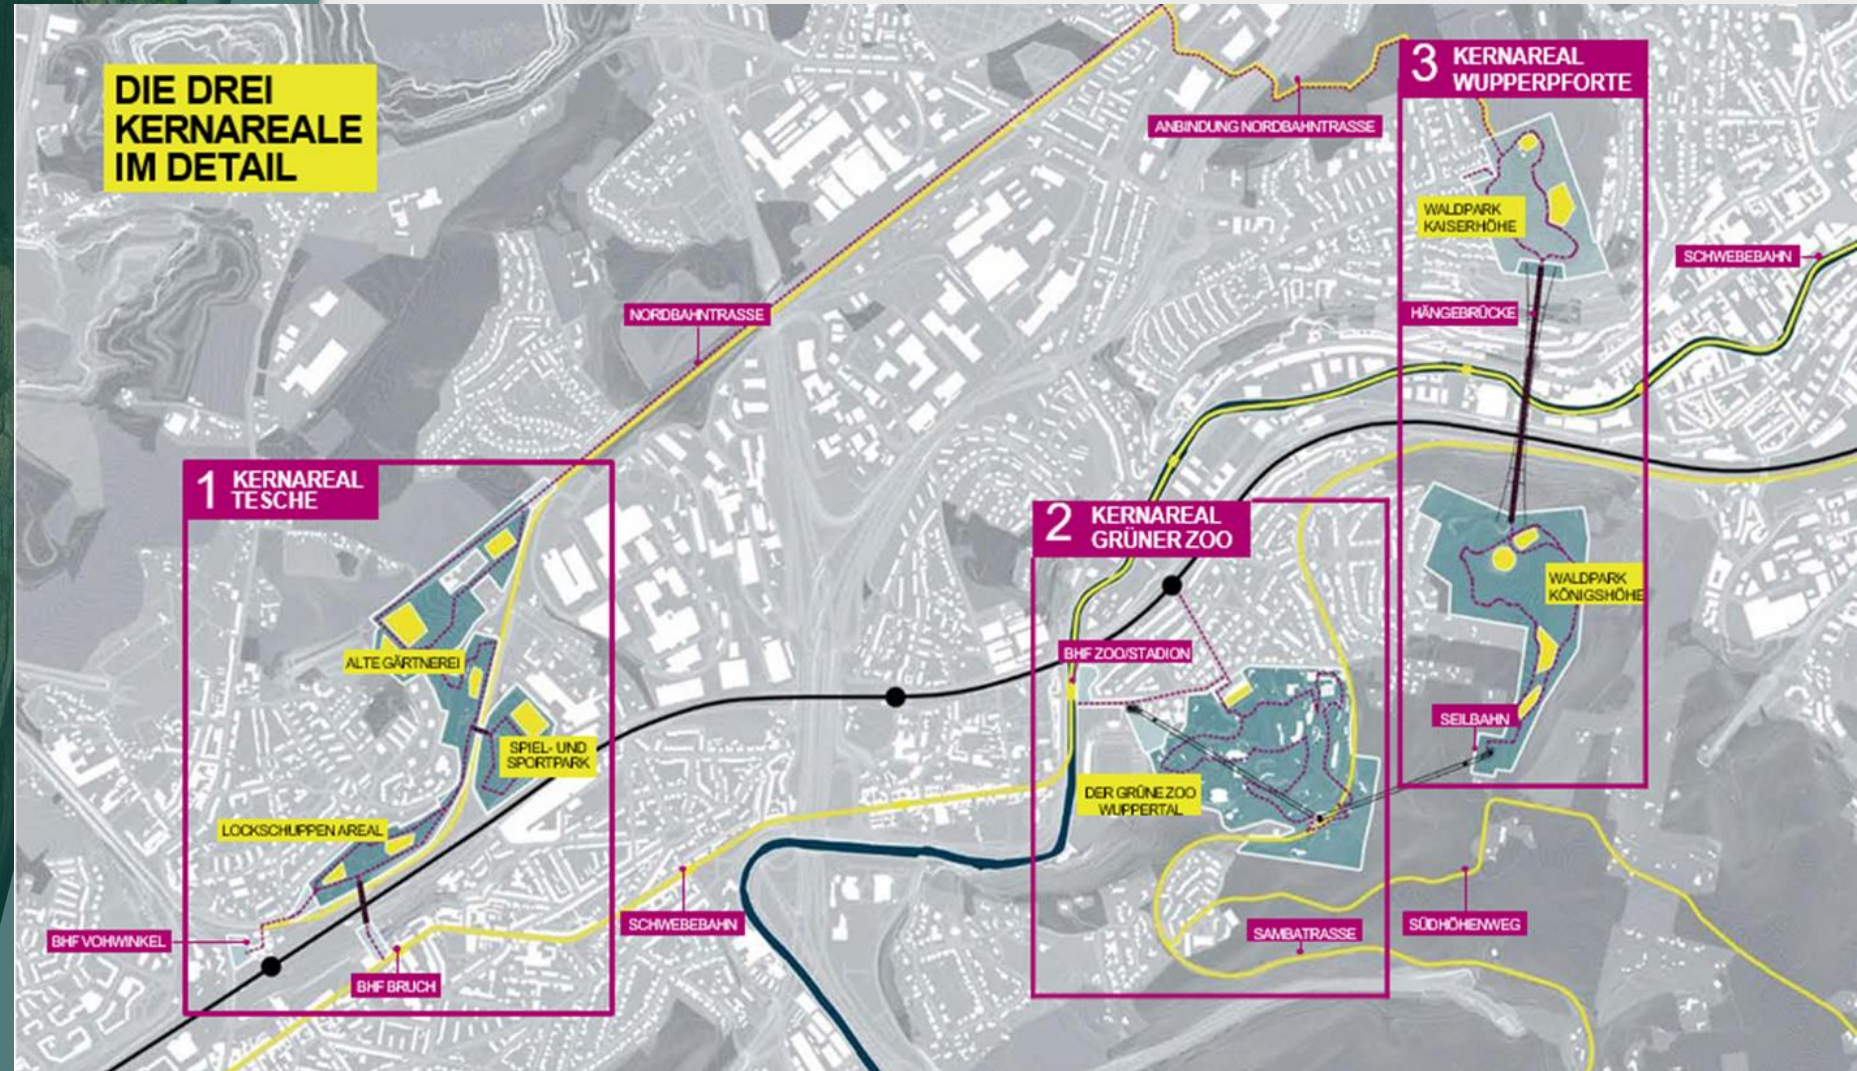 DIE DREI
KERNAREALE
IM DETAIL
3 KERNAREAL
WUPPERPFORTE
ANBINDUNG NORDBAHNTRASSE
WALDPARK
KAISERHÖHE
SCHWEBEBAHN
NORDBAHNTRASSE
HÄNGEBRÜCKE
1 KERNAREAL
TESCHE
2 KERNAREAL
GRÜNER ZOO
WALDPARK
KÖNIGSHÖHE
ALTE GÄRTNEREI
BHF ZOO/STADION
SEILBAHN
SPIEL- UND
SPORTPARK
DER GRÜNE ZOO
WUPPERTAL
LOCKSCHUPPEN AREAL
SCHWEBEBAHN
SÜDHÖHENWEG
SAMBATRASSE
BHF VOHWINKEL
BHF BRUCH